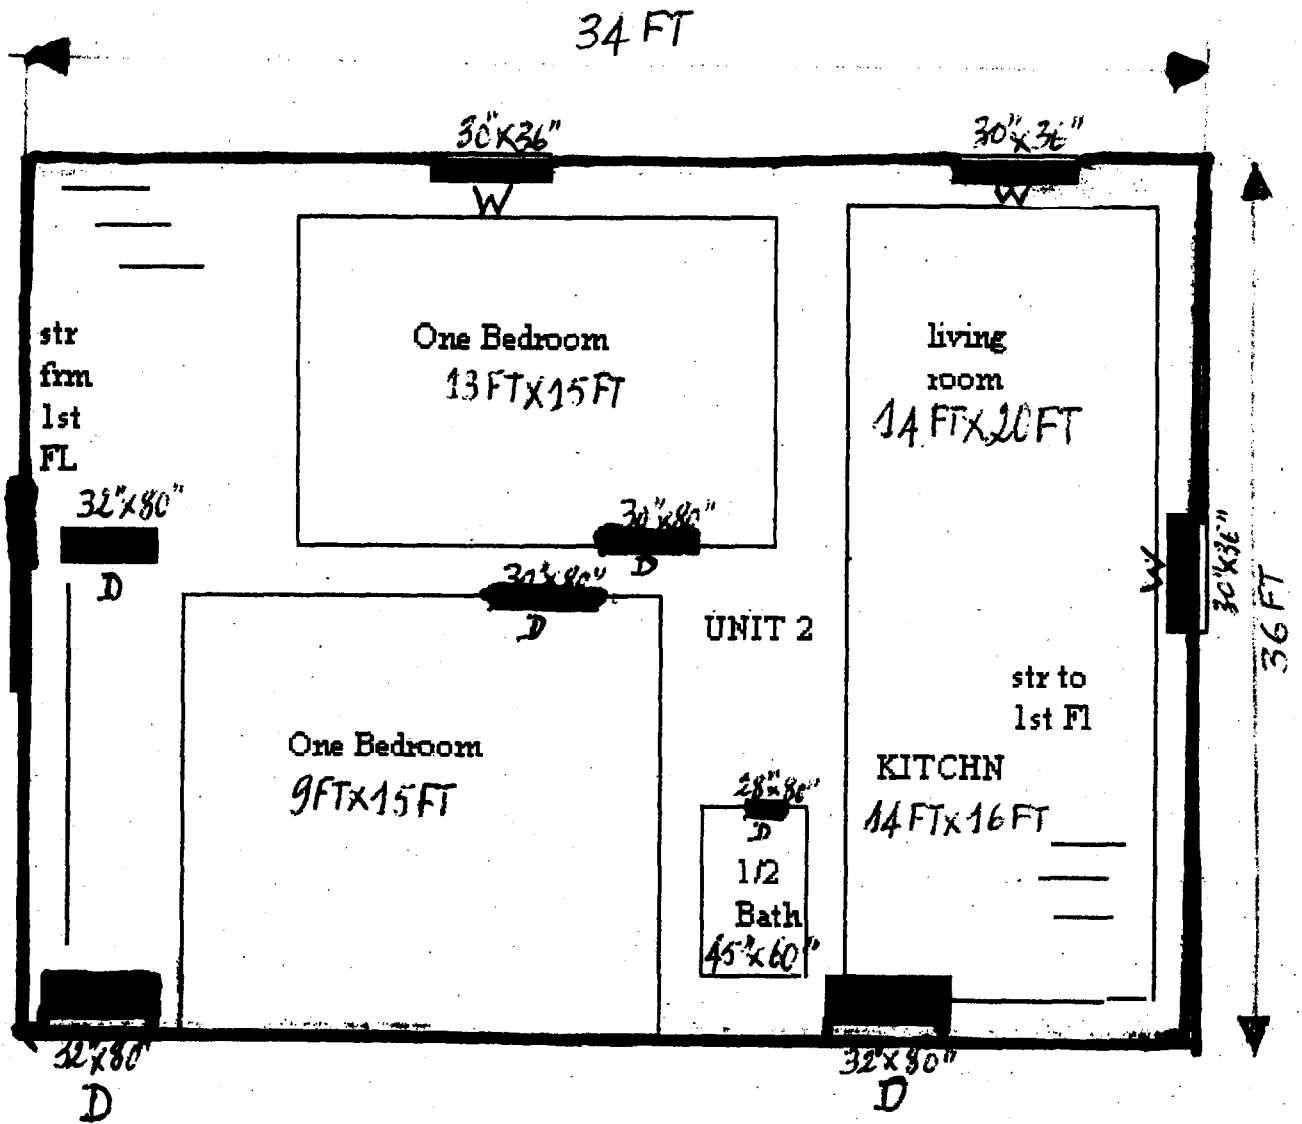 34 FT
30"x36"
30"x36"
W
W
str
frm
1st
FL
One Bedroom
13 FT x 15 FT
living
room
14 FT x 20 FT
32"x80"
D
30"x80"
D
30"x80"
D
W
30"x36"
36 FT
UNIT 2
str to
1st Fl
One Bedroom
9FT x 15 FT
KITCHN
14 FT x 16 FT
28"x80"
D
1/2
Bath
45"x60"
32"x80"
D
32"x80"
D